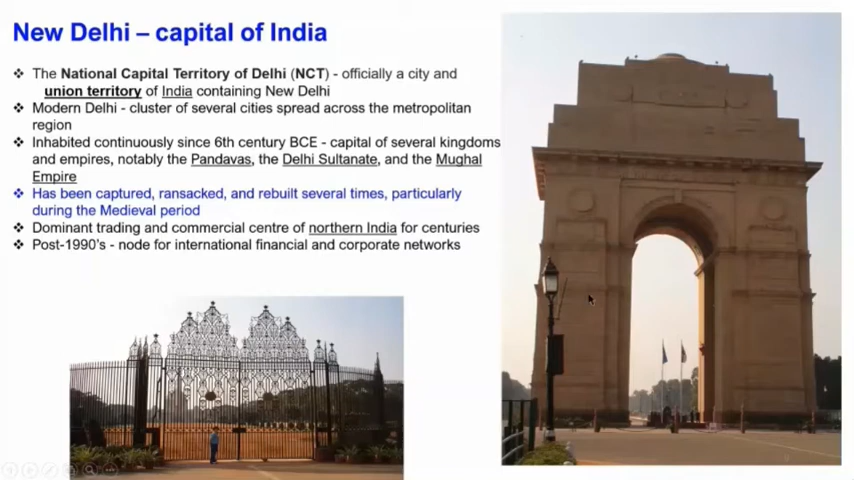 New Delhi – capital of India
❖ The National Capital Territory of Delhi (NCT) - officially a city and
union territory of India containing New Delhi
❖ Modern Delhi - cluster of several cities spread across the metropolitan
region
❖ Inhabited continuously since 6th century BCE - capital of several kingdoms
and empires, notably the Pandavas, the Delhi Sultanate, and the Mughal
Empire
❖ Has been captured, ransacked, and rebuilt several times, particularly
during the Medieval period
❖ Dominant trading and commercial centre of northern India for centuries
❖ Post-1990's - node for international financial and corporate networks